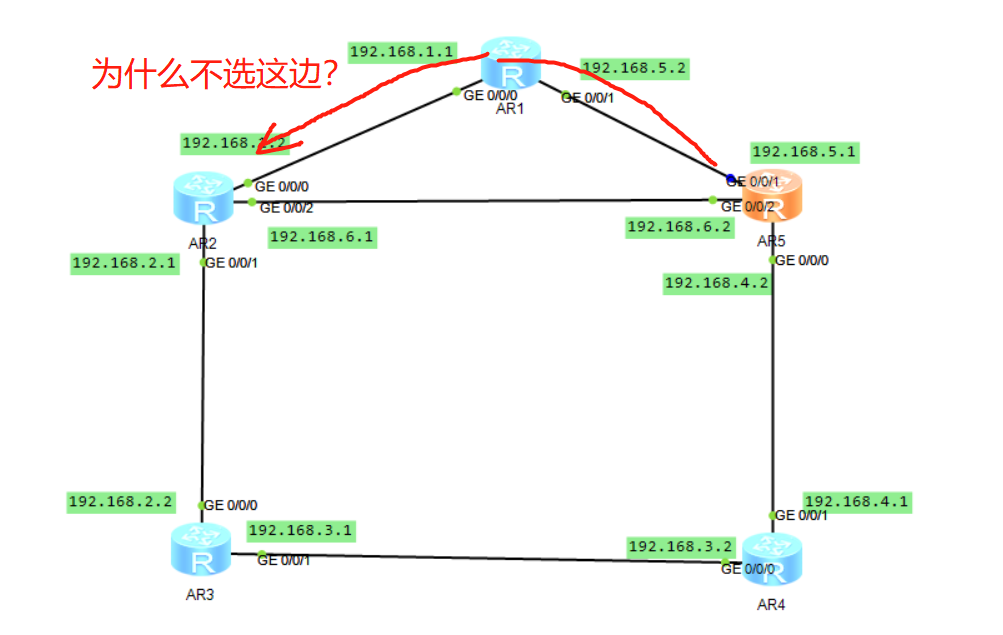 为什么不选这边?
192.168.1.1
R
AR1
GE 0/0/0
192.168.5.2
GE 0/0/1
192.168.1.2
GE 0/0/0
R
GE 0/0/2
AR2
192.168.6.1
192.168.2.1
GE 0/0/1
192.168.5.1
GE 0/0/1
GE 0/0/2
R
192.168.6.2
AR5
GE 0/0/0
192.168.4.2
192.168.2.2
GE 0/0/0
R
192.168.3.1
GE 0/0/1
AR3
192.168.4.1
GE 0/0/1
192.168.3.2
GE 0/0/0
R
AR4